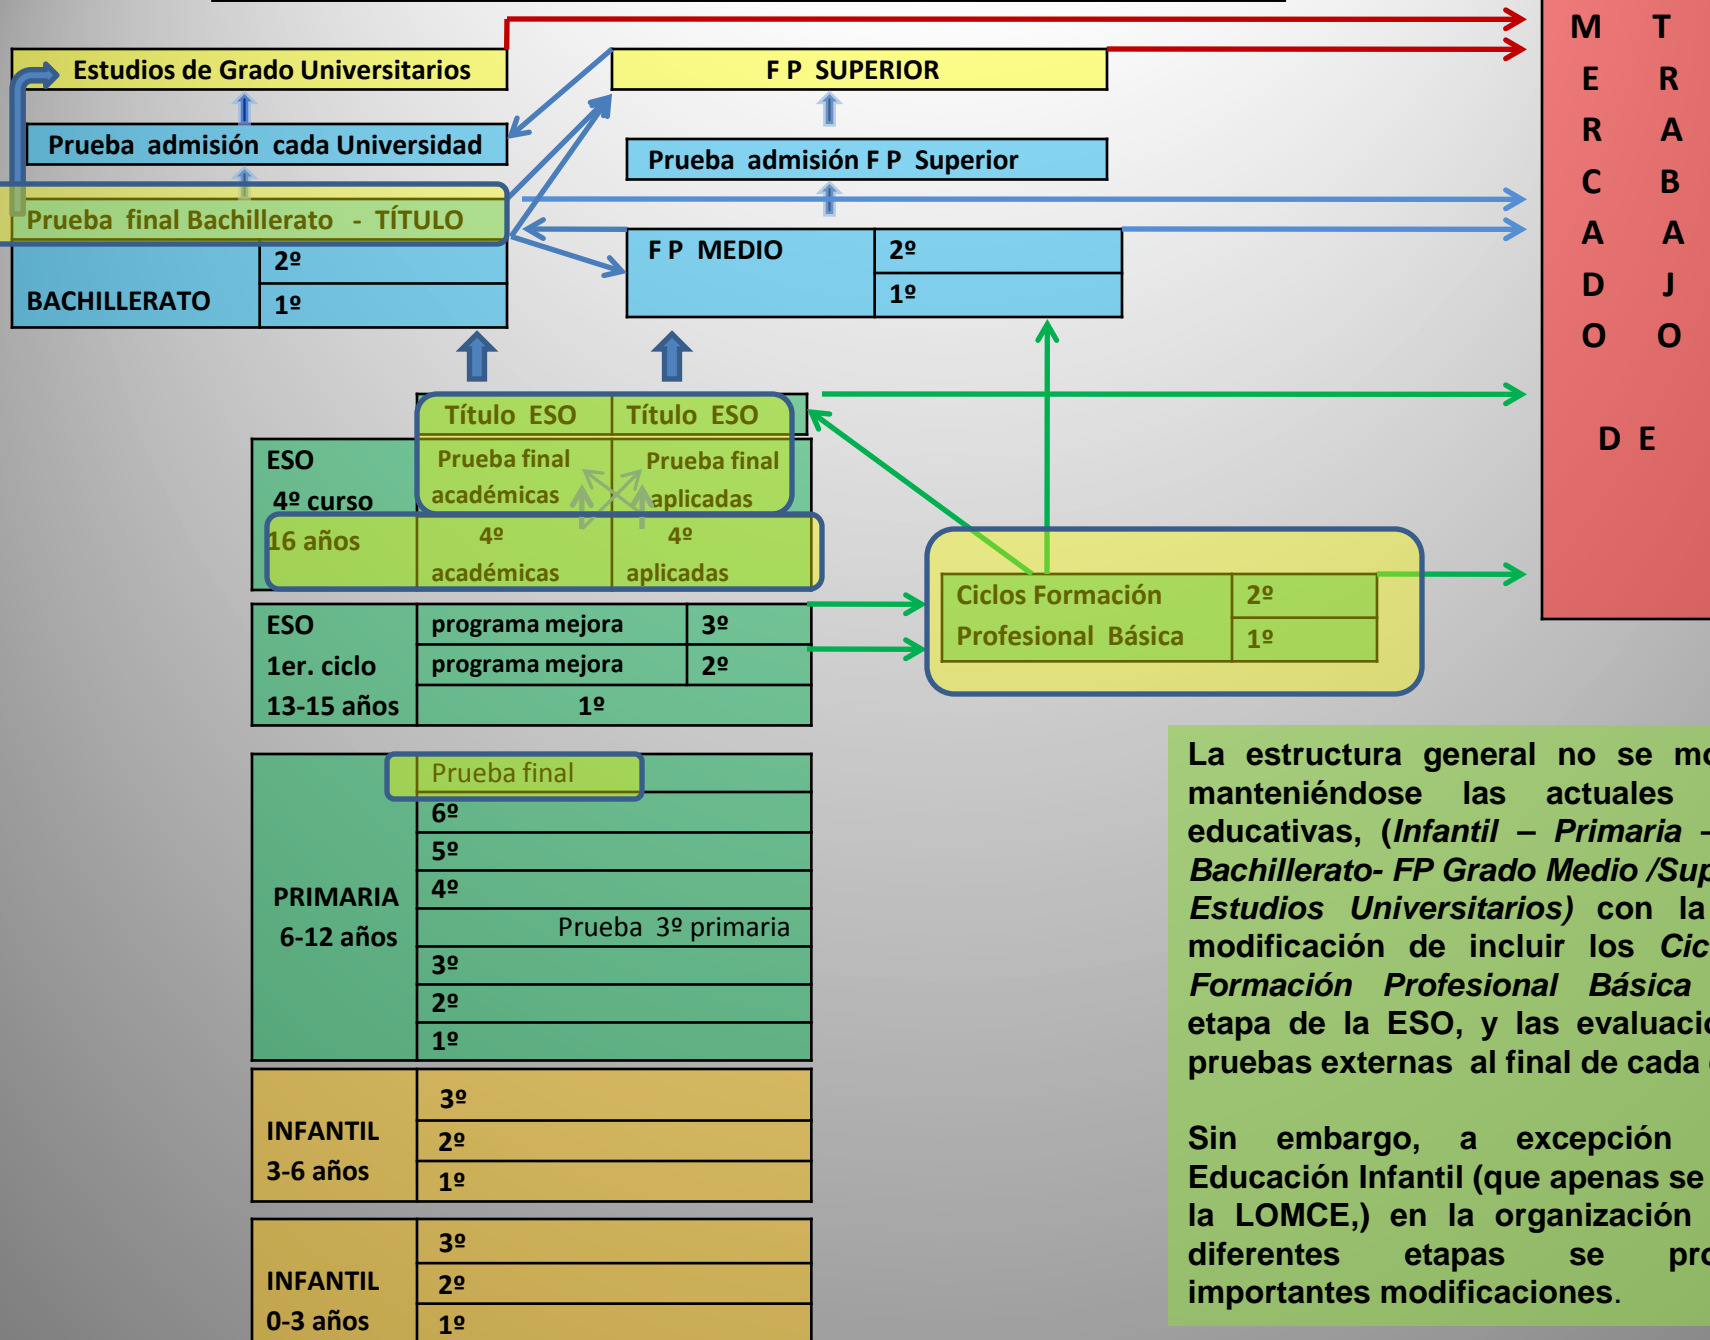 Estudios de Grado Universitarios
F P SUPERIOR
Prueba admisión cada Universidad
Prueba admisión F P Superior
Prueba final Bachillerato - TÍTULO
BACHILLERATO
2º
1º
F P MEDIO
2º
1º
M T
E R
R A
C B
A A
D J
O O
D E
Título ESO
Título ESO
ESO
4º curso
16 años
Prueba final
académicas
Prueba final
aplicadas
4º
académicas
4º
aplicadas
Ciclos Formación
Profesional Básica
2º
1º
ESO
1er. ciclo
13-15 años
programa mejora 3º
programa mejora 2º
1º
PRIMARIA
6-12 años
Prueba final
6º
5º
4º
Prueba 3º primaria
3º
2º
1º
INFANTIL
3-6 años
3º
2º
1º
INFANTIL
0-3 años
3º
2º
1º
La estructura general no se
manteniéndose las actuales
educativas, (Infantil – Primaria –
Bachillerato- FP Grado Medio
Estudios Universitarios) con la
modificación de incluir los
Formación Profesional Básica
etapa de la ESO, y las
pruebas externas al final de cada
Sin embargo, a excepción
Educación Infantil (que apenas se
la LOMCE,) en la organización
diferentes etapas se
importantes modificaciones.